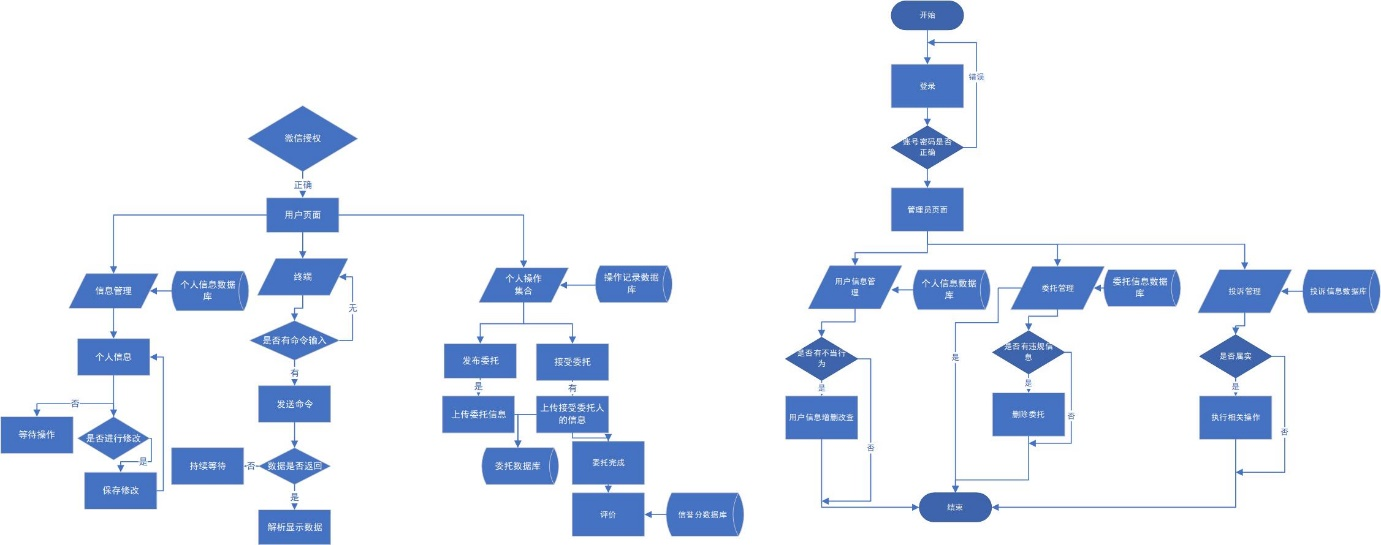 微信授权
正确
用户页面
信息管理
个人信息数据
库
个人信息
否
等待操作
是否进行修改
是
保存修改
终端
无
是否有命令输入
有
发送命令
持续等待
否
数据是否返回
是
解析显示数据
个人操作
集合
操作记录数据
库
发布委托
接受委托
是
有
上传委托信息
上传接受委托人
的信息
委托数据库
委托完成
评价
信誉分数据库
开始
错误
登录
账号密码是否
正确
管理员页面
用户信息管
理
个人信息数据
库
是否有不当行
为
是
用户信息增删改查
否
委托管理
委托信息数据
库
是
是否有违规信
息
是
删除委托
否
投诉管理
投诉信息数据库
是否属实
是
执行相关操作
否
结束